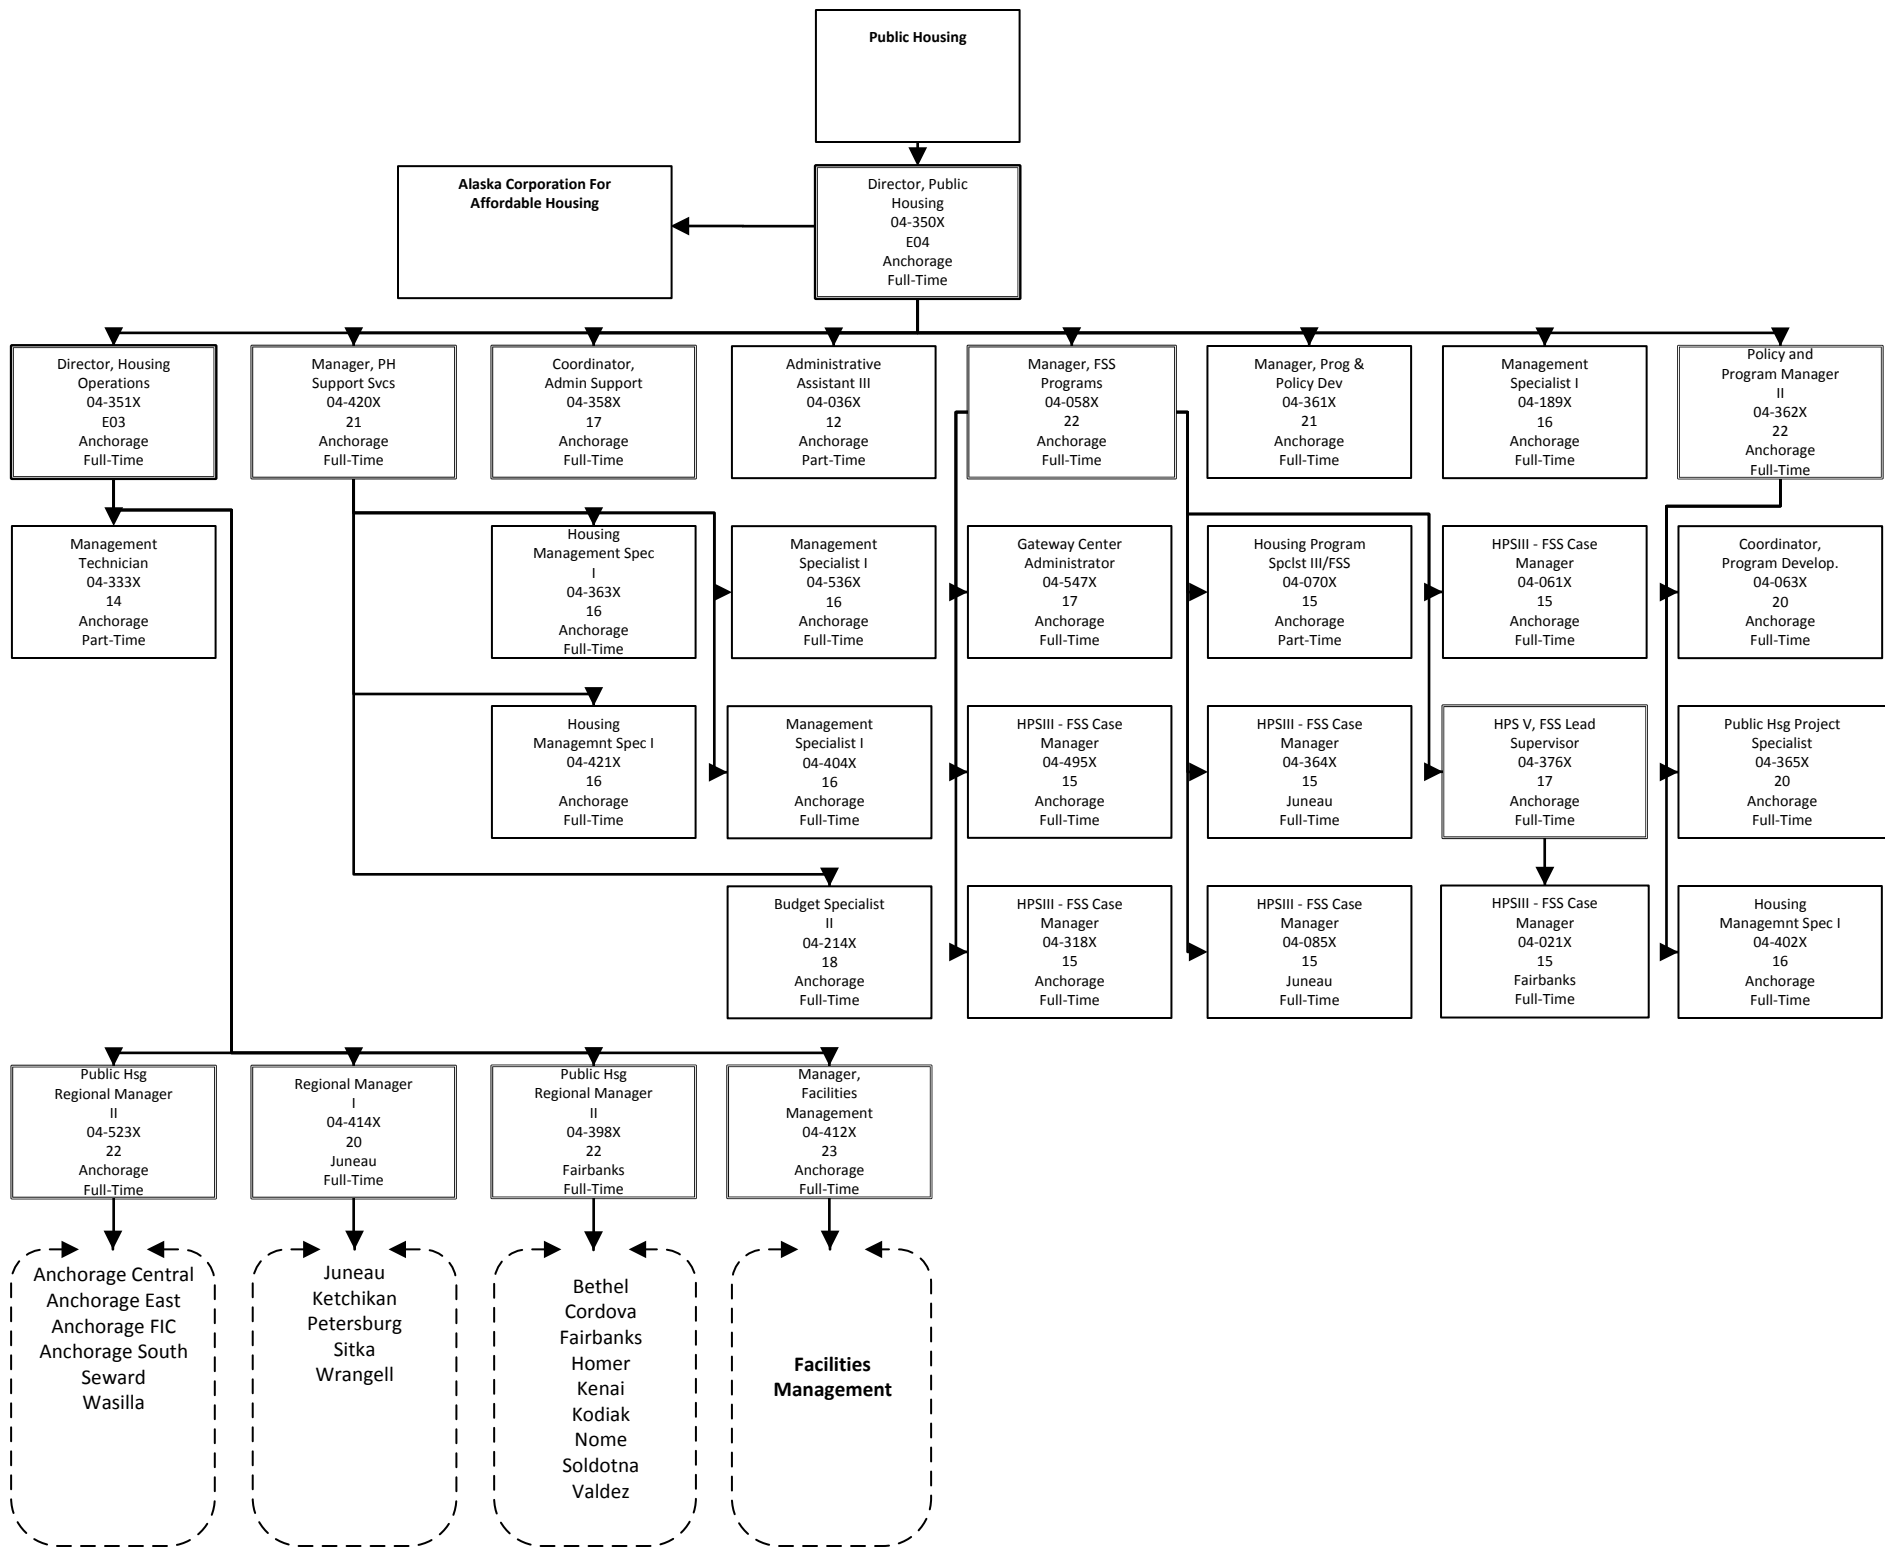 Public Housing
Alaska Corporation For
Affordable Housing
Director, Public
Housing
04-350X
E04
Anchorage
Full-Time
Director, Housing
Operations
04-351X
E03
Anchorage
Full-Time
Manager, PH
Support Svcs
04-420X
21
Anchorage
Full-Time
Coordinator,
Admin Support
04-358X
17
Anchorage
Full-Time
Administrative
Assistant III
04-036X
12
Anchorage
Part-Time
Manager, FSS
Programs
04-058X
22
Anchorage
Full-Time
Manager, Prog &
Policy Dev
04-361X
21
Anchorage
Full-Time
Management
Specialist I
04-189X
16
Anchorage
Full-Time
Policy and
Program Manager
II
04-362X
22
Anchorage
Full-Time
Management
Technician
04-333X
14
Anchorage
Part-Time
Housing
Management Spec
I
04-363X
16
Anchorage
Full-Time
Management
Specialist I
04-536X
16
Anchorage
Full-Time
Gateway Center
Administrator
04-547X
17
Anchorage
Full-Time
Housing Program
Spclst III/FSS
04-070X
15
Anchorage
Part-Time
HPSIII - FSS Case
Manager
04-061X
15
Anchorage
Full-Time
Coordinator,
Program Develop.
04-063X
20
Anchorage
Full-Time
Housing
Managemnt Spec I
04-421X
16
Anchorage
Full-Time
Management
Specialist I
04-404X
16
Anchorage
Full-Time
HPSIII - FSS Case
Manager
04-495X
15
Anchorage
Full-Time
HPSIII - FSS Case
Manager
04-364X
15
Juneau
Full-Time
HPS V, FSS Lead
Supervisor
04-376X
17
Anchorage
Full-Time
Public Hsg Project
Specialist
04-365X
20
Anchorage
Full-Time
Budget Specialist
II
04-214X
18
Anchorage
Full-Time
HPSIII - FSS Case
Manager
04-318X
15
Anchorage
Full-Time
HPSIII - FSS Case
Manager
04-085X
15
Juneau
Full-Time
HPSIII - FSS Case
Manager
04-021X
15
Fairbanks
Full-Time
Housing
Managemnt Spec I
04-402X
16
Anchorage
Full-Time
Public Hsg
Regional Manager
II
04-523X
22
Anchorage
Full-Time
Regional Manager
I
04-414X
20
Juneau
Full-Time
Public Hsg
Regional Manager
II
04-398X
22
Fairbanks
Full-Time
Manager,
Facilities
Management
04-412X
23
Anchorage
Full-Time
Anchorage Central
Anchorage East
Anchorage FIC
Anchorage South
Seward
Wasilla
Juneau
Ketchikan
Petersburg
Sitka
Wrangell
Bethel
Cordova
Fairbanks
Homer
Kenai
Kodiak
Nome
Soldotna
Valdez
Facilities
Management